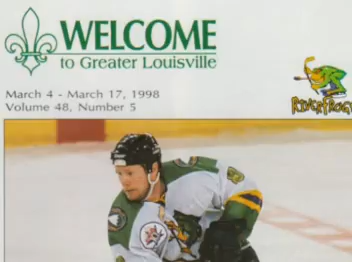 WELCOME
to Greater Louisville
March 4 - March 17, 1998
Volume 48, Number 5
RIVERFROGS